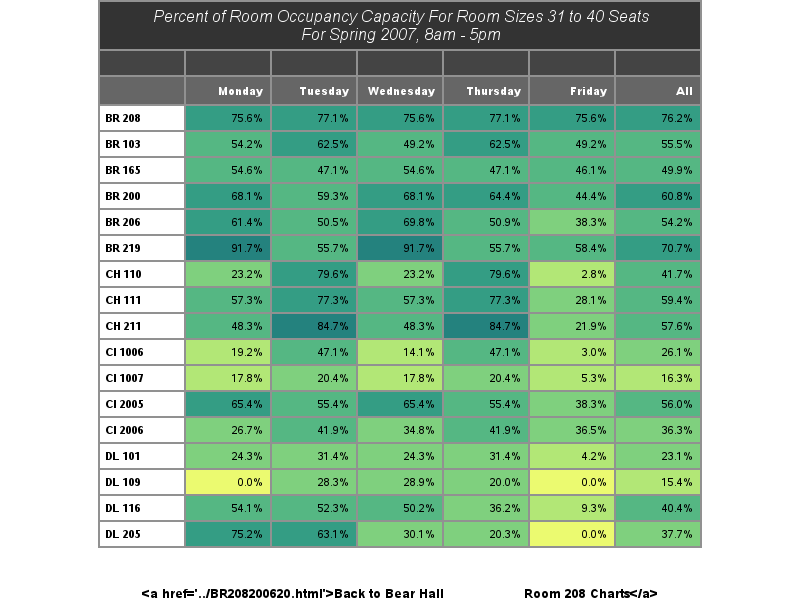 Percent of Room Occupancy Capacity For Room Sizes 31 to 40 Seats
For Spring 2007, 8am - 5pm
Monday Tuesday Wednesday Thursday Friday All
BR 208 75.6% 77.1% 75.6% 77.1% 75.6% 76.2%
BR 103 54.2% 62.5% 49.2% 62.5% 49.2% 55.5%
BR 165 54.6% 47.1% 54.6% 47.1% 46.1% 49.9%
BR 200 68.1% 59.3% 68.1% 64.4% 44.4% 60.8%
BR 206 61.4% 50.5% 69.8% 50.9% 38.3% 54.2%
BR 219 91.7% 55.7% 91.7% 55.7% 58.4% 70.7%
CH 110 23.2% 79.6% 23.2% 79.6% 2.8% 41.7%
CH 111 57.3% 77.3% 57.3% 77.3% 28.1% 59.4%
CH 211 48.3% 84.7% 48.3% 84.7% 21.9% 57.6%
CI 1006 19.2% 47.1% 14.1% 47.1% 3.0% 26.1%
CI 1007 17.8% 20.4% 17.8% 20.4% 5.3% 16.3%
CI 2005 65.4% 55.4% 65.4% 55.4% 38.3% 56.0%
CI 2006 26.7% 41.9% 34.8% 41.9% 36.5% 36.3%
DL 101 24.3% 31.4% 24.3% 31.4% 4.2% 23.1%
DL 109 0.0% 28.3% 28.9% 20.0% 0.0% 15.4%
DL 116 54.1% 52.3% 50.2% 36.2% 9.3% 40.4%
DL 205 75.2% 63.1% 30.1% 20.3% 0.0% 37.7%
<a href='../BR208200620.html'>Back to Bear Hall Room 208 Charts</a>